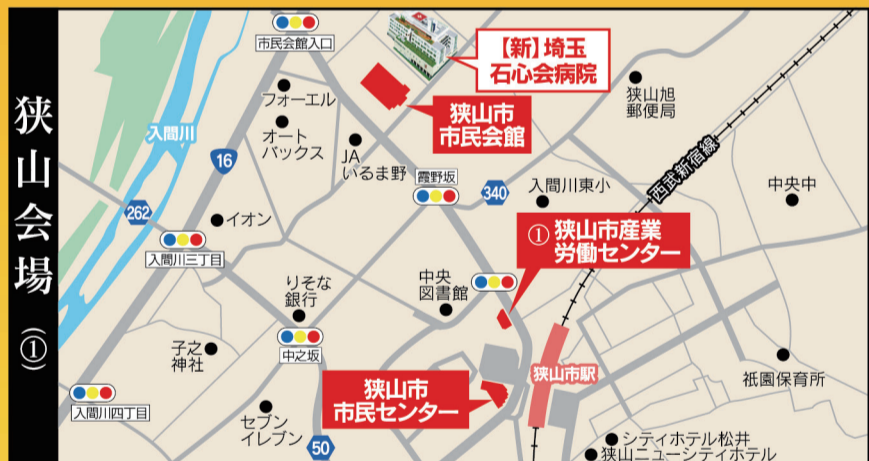 狭山会場（①）
市民会館入口
【新】埼玉
石心会病院
狭山市
市民会館
狭山旭
郵便局
フォーエル
オート
バックス
JA
いるま野
入間川
16
霞野坂
340
入間川東小
西武新宿線
中央中
262
イオン
入間川三丁目
① 狭山市産業
労働センター
りそな
銀行
中央
図書館
中之坂
子之
神社
狭山市駅
祇園保育所
狭山市
市民センター
入間川四丁目
セブン
イレブン
50
シティホテル松井
狭山ニューシティホテル